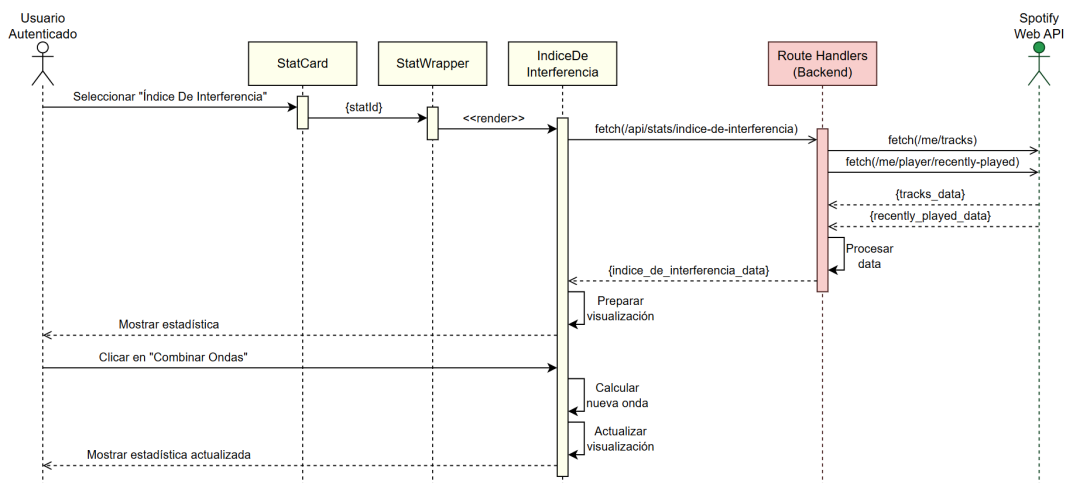 Usuario
Autenticado
StatCard
StatWrapper
IndiceDe
Interferencia
Route Handlers
(Backend)
Spotify
Web API
Seleccionar "Índice De Interferencia"
{statId}
<<render>>
fetch(/api/stats/indice-de-interferencia)
fetch(/me/tracks)
fetch(/me/player/recently-played)
{tracks_data}
{recently_played_data}
Procesar
data
{indice_de_interferencia_data}
Preparar
visualización
Mostrar estadística
Clicar en "Combinar Ondas"
Calcular
nueva onda
Actualizar
visualización
Mostrar estadística actualizada